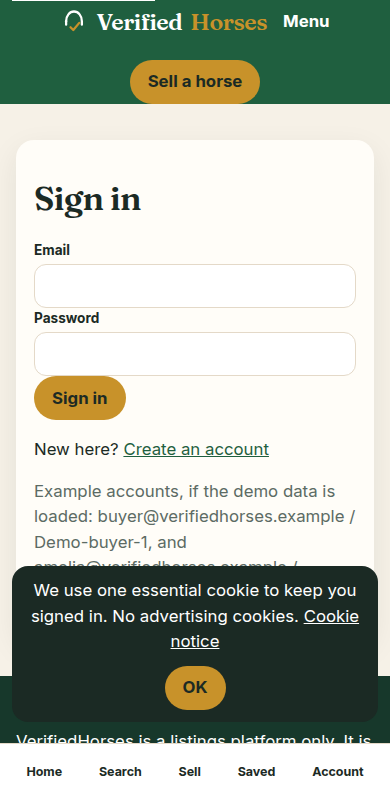 Verified Horses Menu
Sell a horse
Sign in
Email
Password
Sign in
New here? Create an account
Example accounts, if the demo data is
loaded: buyer@verifiedhorses.example /
Demo-buyer-1, and
We use one essential cookie to keep you
signed in. No advertising cookies. Cookie
notice
OK
VerifiedHorses is a listings platform only. It is
Home Search Sell Saved Account